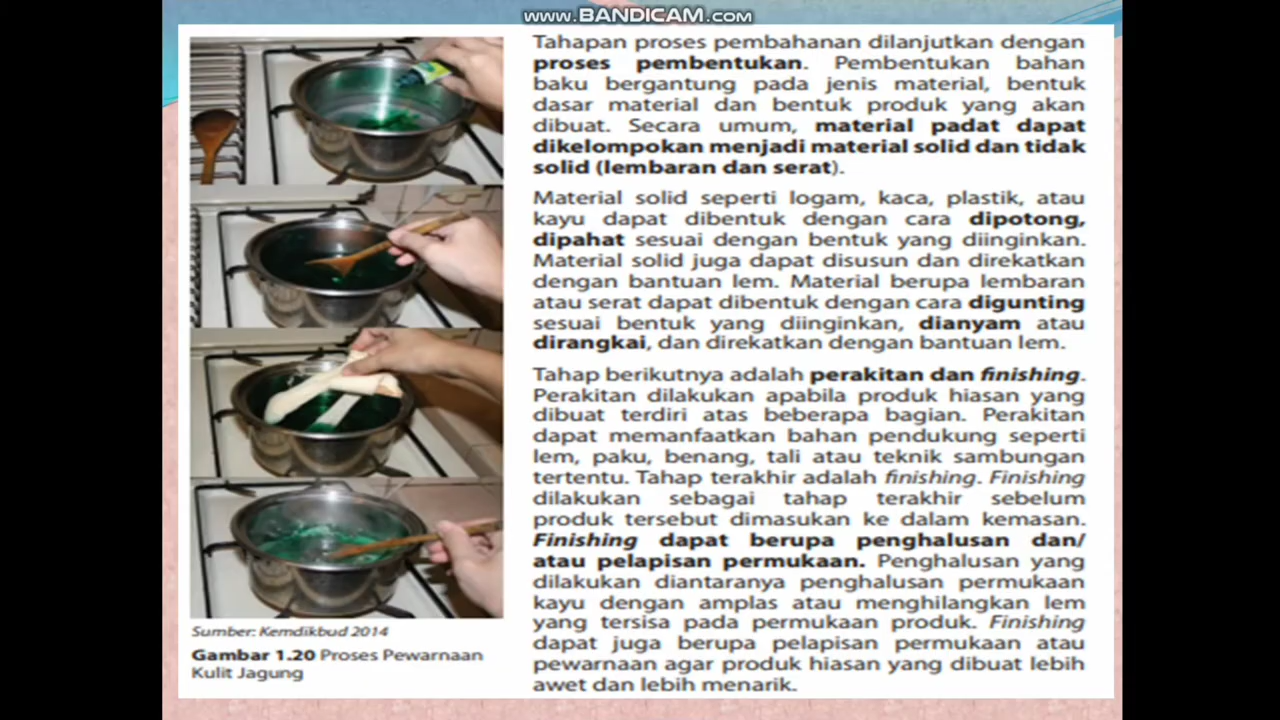 www.BANDICAM.com
Tahapan proses pembahanan dilanjutkan dengan
proses pembentukan. Pembentukan bahan
baku bergantung pada jenis material, bentuk
dasar material dan bentuk produk yang akan
dibuat. Secara umum, material padat dapat
dikelompokan menjadi material solid dan tidak
solid (lembaran dan serat).
Material solid seperti logam, kaca, plastik, atau
kayu dapat dibentuk dengan cara dipotong,
dipahat sesuai dengan bentuk yang diinginkan.
Material solid juga dapat disusun dan direkatkan
dengan bantuan lem. Material berupa lembaran
atau serat dapat dibentuk dengan cara digunting
sesuai bentuk yang diinginkan, dianyam atau
dirangkai, dan direkatkan dengan bantuan lem.
Tahap berikutnya adalah perakitan dan finishing.
Perakitan dilakukan apabila produk hiasan yang
dibuat terdiri atas beberapa bagian. Perakitan
dapat memanfaatkan bahan pendukung seperti
lem, paku, benang, tali atau teknik sambungan
tertentu. Tahap terakhir adalah finishing. Finishing
dilakukan sebagai tahap terakhir sebelum
produk tersebut dimasukan ke dalam kemasan.
Finishing dapat berupa penghalusan dan/
atau pelapisan permukaan. Penghalusan yang
dilakukan diantaranya penghalusan permukaan
kayu dengan amplas atau menghilangkan lem
yang tersisa pada permukaan produk. Finishing
dapat juga berupa pelapisan permukaan atau
pewarnaan agar produk hiasan yang dibuat lebih
awet dan lebih menarik.
Sumber: Kemdikbud 2014
Gambar 1.20 Proses Pewarnaan
Kulit Jagung